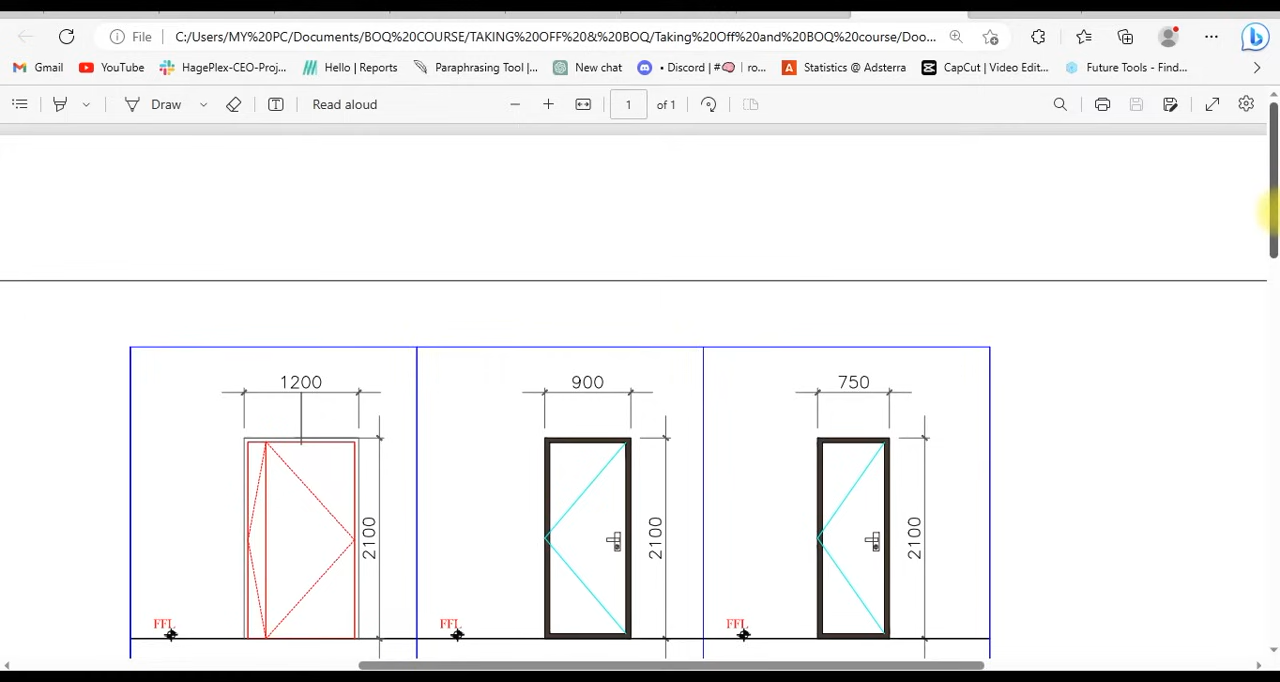 File C:/Users/MY%20PC/Documents/BOQ%20COURSE/TAKING%20OFF%20&%20BOQ/Taking%20Off%20and%20BOQ%20course/Doo...
Gmail YouTube HagePlex-CEO-Proj... Hello | Reports Paraphrasing Tool |... New chat • Discord | #🧠 | ro... Statistics @ Adsterra CapCut | Video Edit... Future Tools - Find...
Draw Read aloud 1 of 1
1200 900 750
2100 2100 2100
FFL FFL FFL